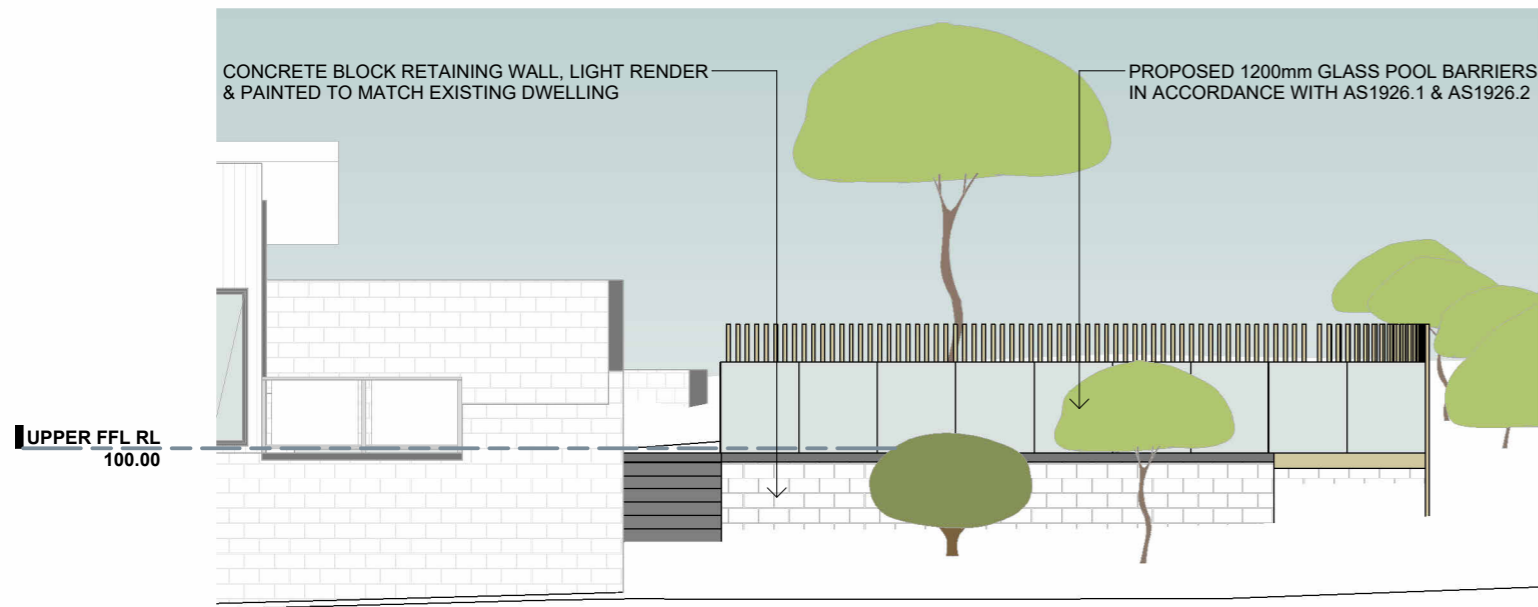 CONCRETE BLOCK RETAINING WALL, LIGHT RENDER
& PAINTED TO MATCH EXISTING DWELLING
PROPOSED 1200mm GLASS POOL BARRIERS
IN ACCORDANCE WITH AS1926.1 & AS1926.2
UPPER FFL RL
100.00